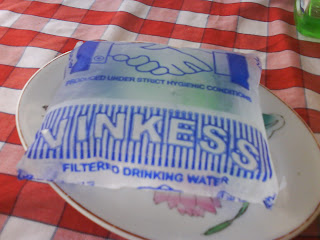 PRODUCED UNDER STRICT HYGIENIC CONDITIONS
VINKESS
FILTERED DRINKING WATER